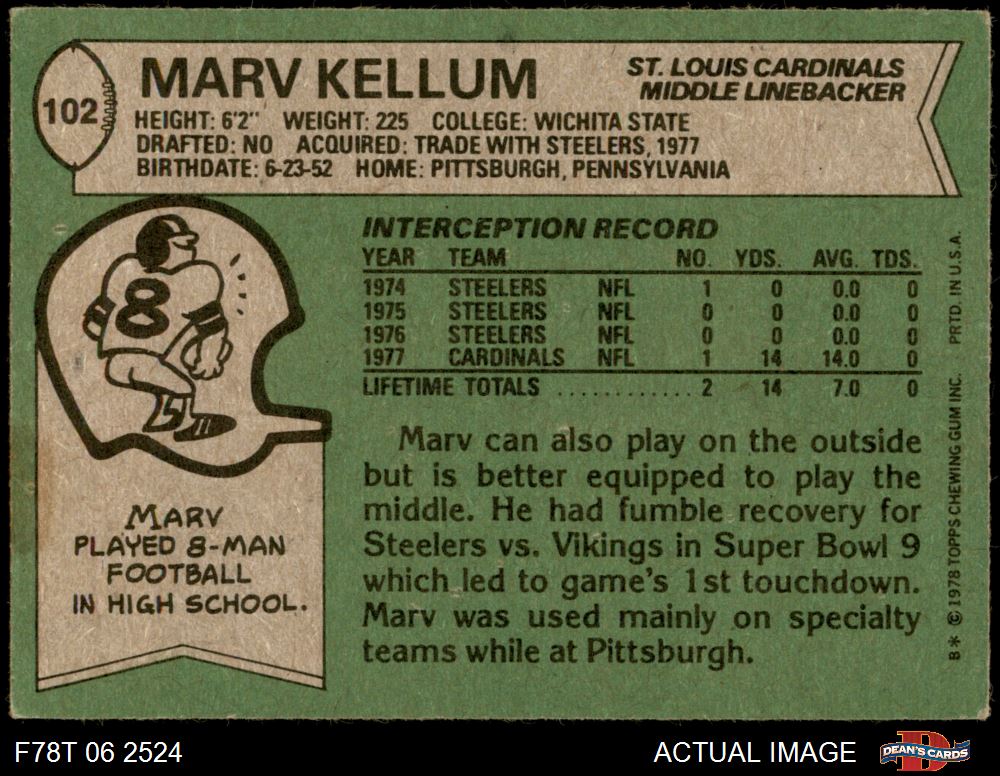 102
MARV KELLUM
ST. LOUIS CARDINALS
MIDDLE LINEBACKER
HEIGHT: 6'2" WEIGHT: 225 COLLEGE: WICHITA STATE
DRAFTED: NO ACQUIRED: TRADE WITH STEELERS, 1977
BIRTHDATE: 6-23-52 HOME: PITTSBURGH, PENNSYLVANIA
8
MARV
PLAYED 8-MAN
FOOTBALL
IN HIGH SCHOOL.
INTERCEPTION RECORD
YEAR TEAM NO. YDS. AVG. TDS.
1974 STEELERS NFL 1 0 0.0 0
1975 STEELERS NFL 0 0 0.0 0
1976 STEELERS NFL 0 0 0.0 0
1977 CARDINALS NFL 1 14 14.0 0
LIFETIME TOTALS ............ 2 14 7.0 0
Marv can also play on the outside
but is better equipped to play the
middle. He had fumble recovery for
Steelers vs. Vikings in Super Bowl 9
which led to game's 1st touchdown.
Marv was used mainly on specialty
teams while at Pittsburgh.
B* © 1978 TOPPS CHEWING GUM INC. PRTD. IN U.S.A.
F78T 06 2524
ACTUAL IMAGE
DEAN'S CARDS